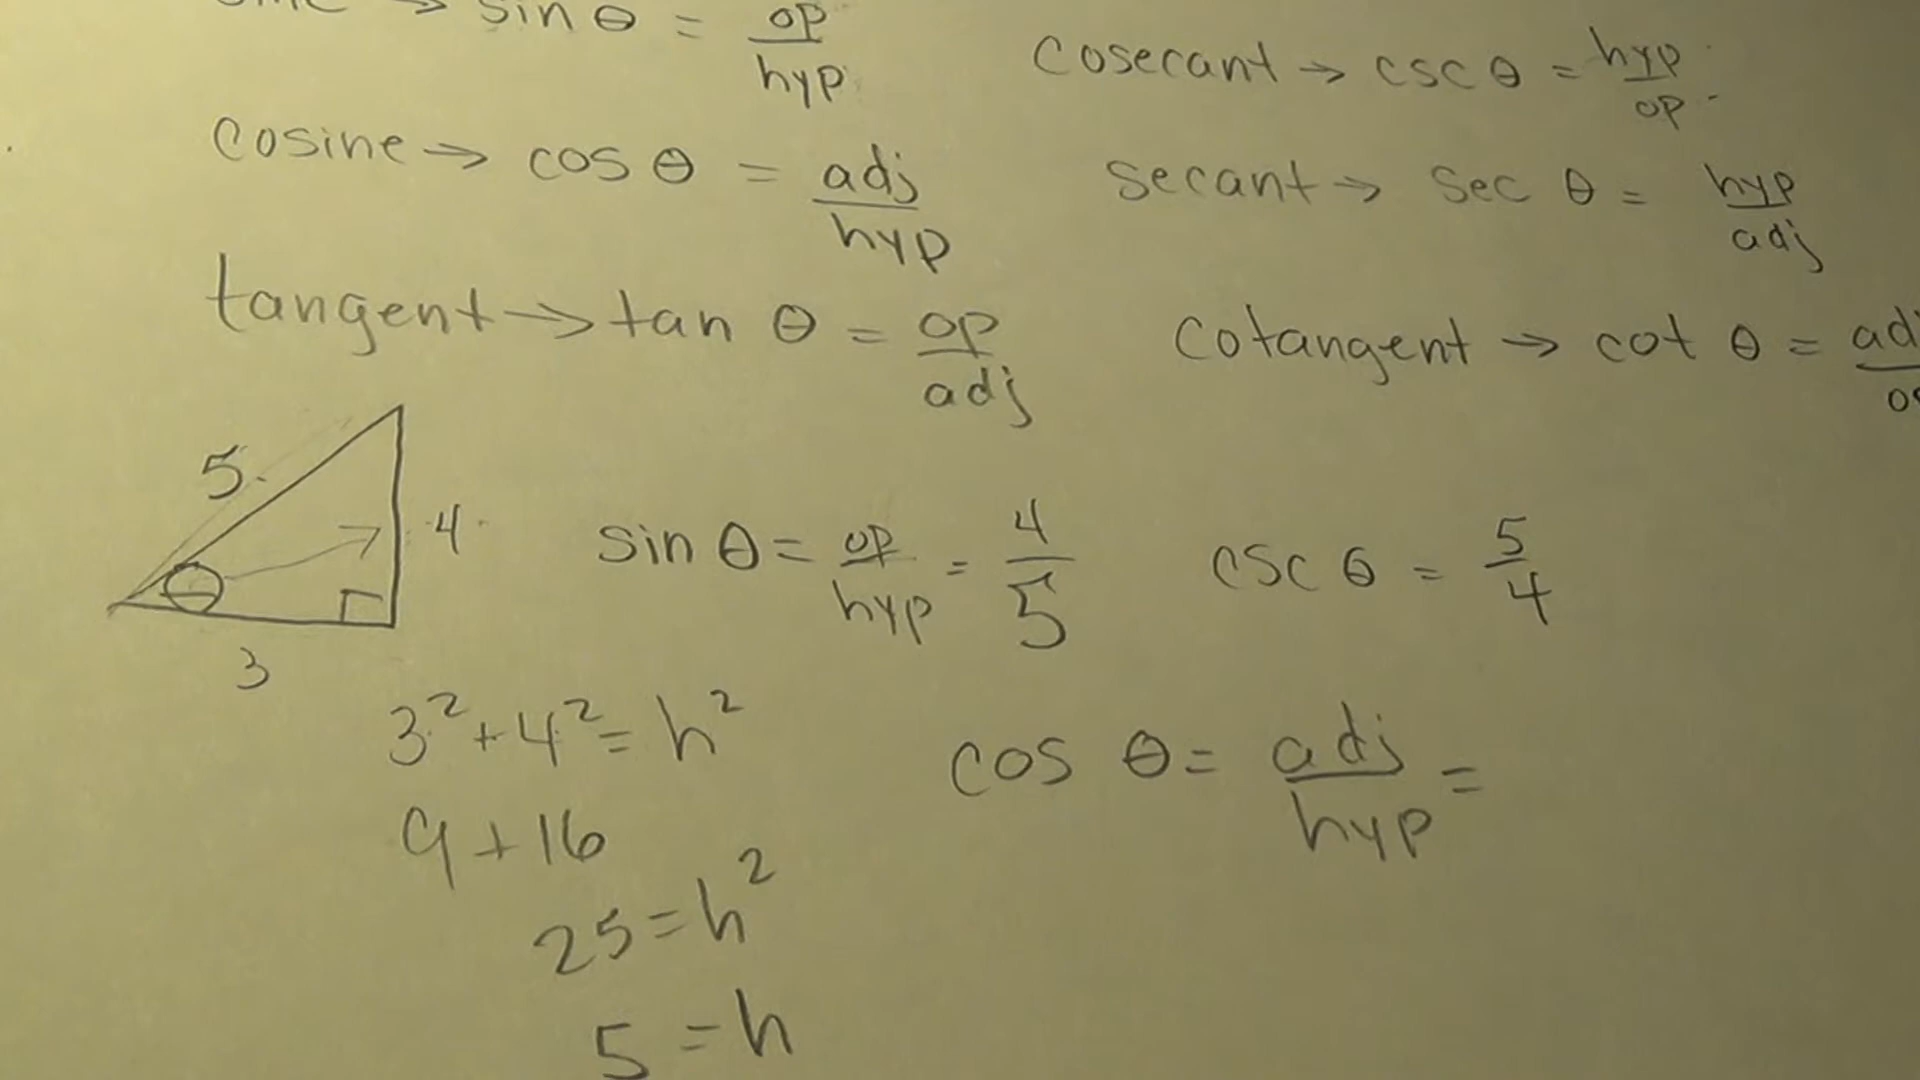 sin θ = op/hyp
cosecant → csc θ = hyp/op
cosine → cos θ = adj/hyp
secant → sec θ = hyp/adj
tangent → tan θ = op/adj
cotangent → cot θ =
5
4
θ
3
sin θ = op/hyp = 4/5
csc θ = 5/4
3² + 4² = h²
9 + 16
25 = h²
5 = h
cos θ = adj/hyp =